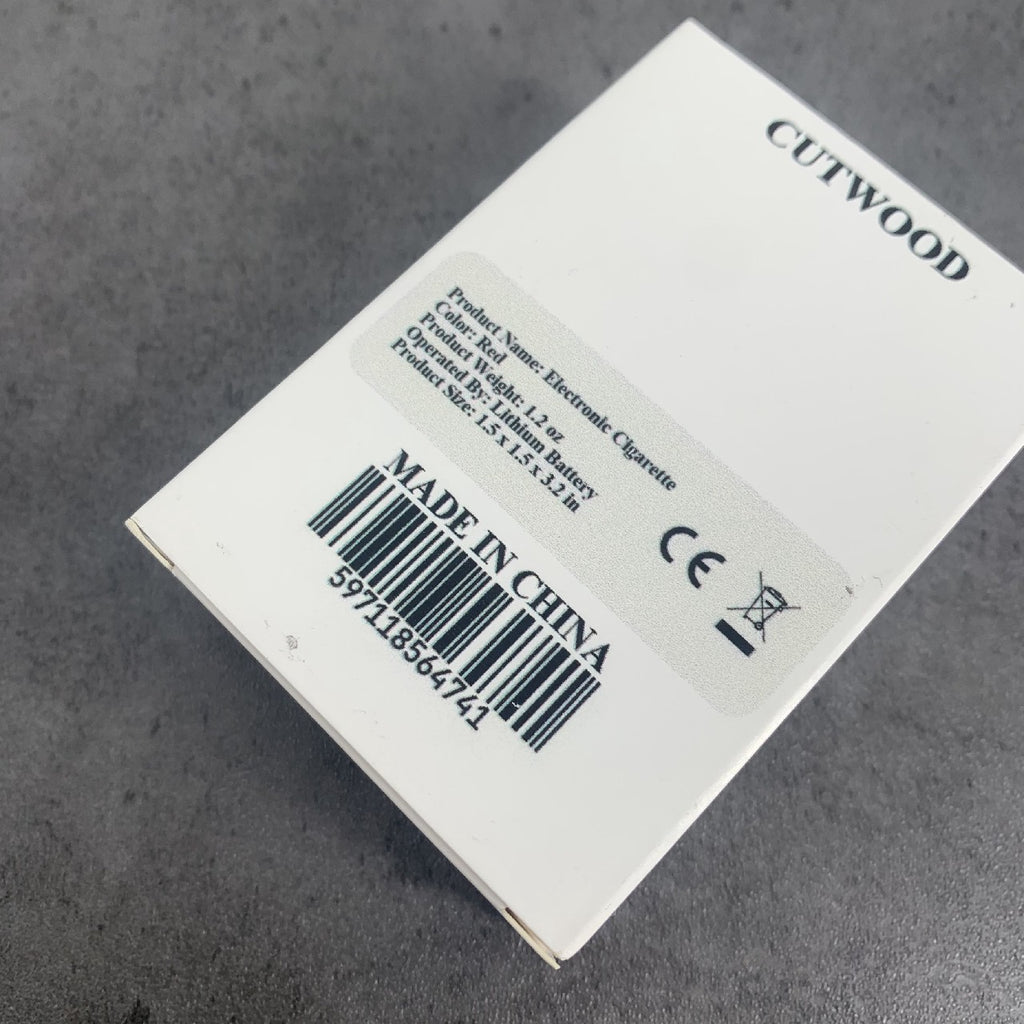 CUTWOOD
Product Name: Electronic Cigarette
Color: Red
Product Weight: 1.2 oz
Operated By: Lithium Battery
Product Size: 1.5 x 1.5 x 3.2 in
CE
MADE IN CHINA
597118564741